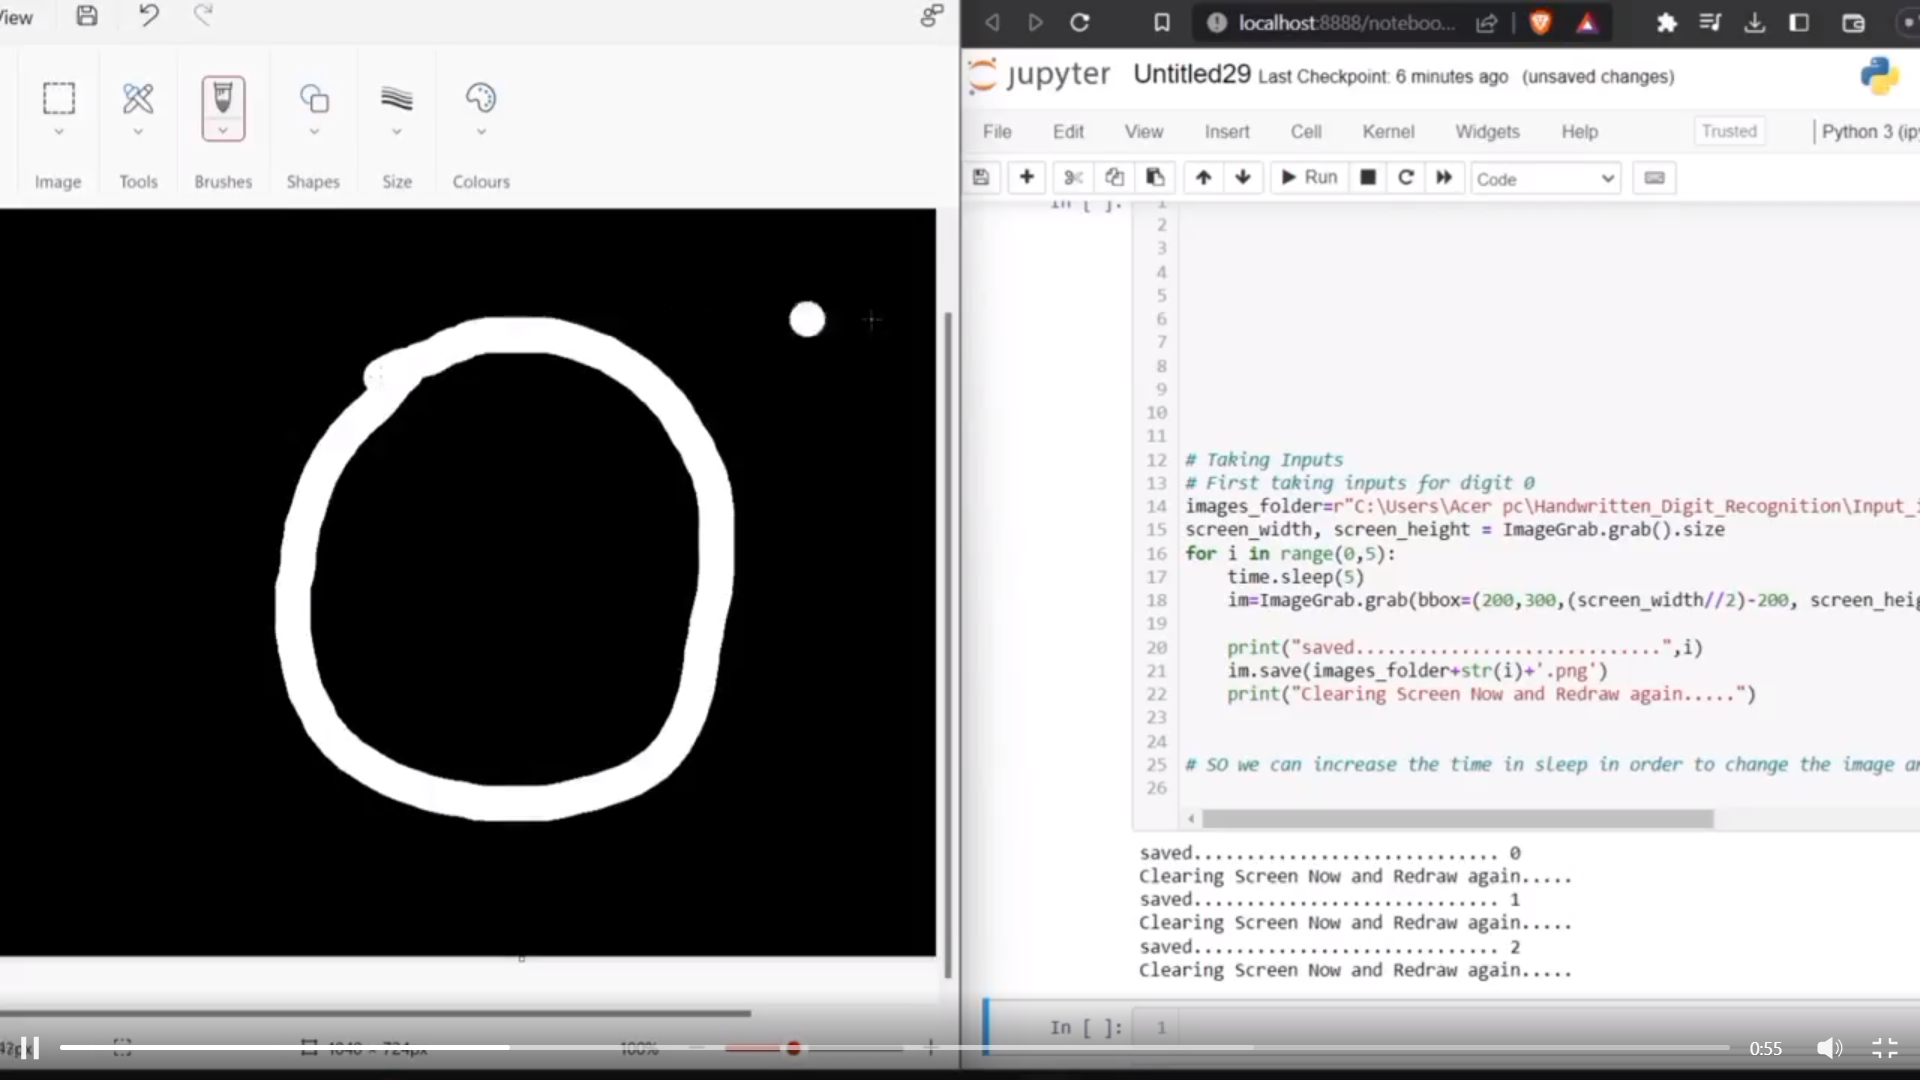 View
Image
Tools
Brushes
Shapes
Size
Colours
100%
localhost:8888/noteboo...
jupyter Untitled29 Last Checkpoint: 6 minutes ago (unsaved changes)
File Edit View Insert Cell Kernel Widgets Help Trusted Python 3 (ipy
Run Code
In [ ]: 1
2
3
4
5
6
7
8
9
10
11
12 # Taking Inputs
13 # First taking inputs for digit 0
14 images_folder=r"C:\Users\Acer pc\Handwritten_Digit_Recognition\Input_i
15 screen_width, screen_height = ImageGrab.grab().size
16 for i in range(0,5):
17 time.sleep(5)
18 im=ImageGrab.grab(bbox=(200,300,(screen_width//2)-200, screen_heig
19
20 print("saved.............................",i)
21 im.save(images_folder+str(i)+'.png')
22 print("Clearing Screen Now and Redraw again.....")
23
24
25 # SO we can increase the time in sleep in order to change the image an
26
saved............................. 0
Clearing Screen Now and Redraw again.....
saved............................. 1
Clearing Screen Now and Redraw again.....
saved............................. 2
Clearing Screen Now and Redraw again.....
In [ ]: 1
0:55